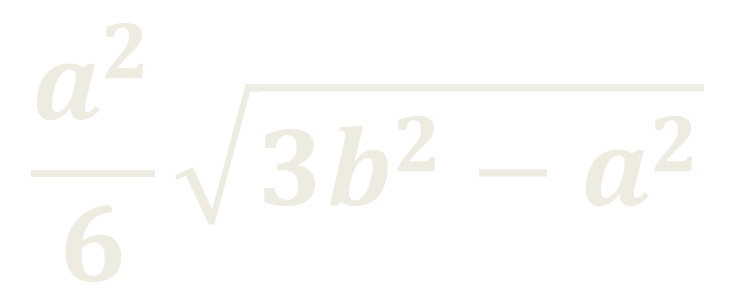 a²/6 √(3b² − a²)